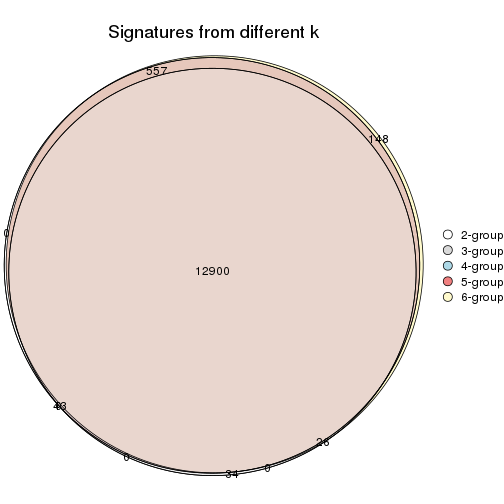 Signatures from different k
557
148
0
12900
2-group
3-group
4-group
5-group
6-group
26
0
34
0